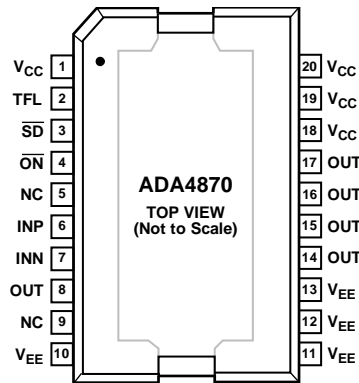 VCC 1
TFL 2
S̅D̅ 3
O̅N̅ 4
NC 5
INP 6
INN 7
OUT 8
NC 9
VEE 10
ADA4870
TOP VIEW
(Not to Scale)
20 VCC
19 VCC
18 VCC
17 OUT
16 OUT
15 OUT
14 OUT
13 VEE
12 VEE
11 VEE